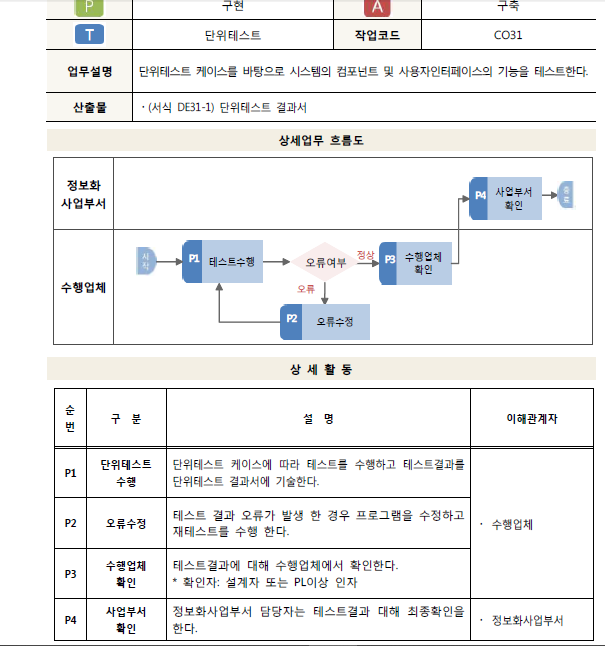 P 구현 A 구축
T 단위테스트 작업코드 CO31
업무설명 단위테스트 케이스를 바탕으로 시스템의 컴포넌트 및 사용자인터페이스의 기능을 테스트한다.
산출물 · (서식 DE31-1) 단위테스트 결과서
상세업무 흐름도
정보화
사업부서
P4 사업부서
확인
종
료
수행업체
시
작
P1 테스트수행
오류여부
정상
P3 수행업체
확인
오류
P2 오류수정
상 세 활 동
순
번
구 분
설 명
이해관계자
P1
단위테스트
수행
단위테스트 케이스에 따라 테스트를 수행하고 테스트결과를
단위테스트 결과서에 기술한다.
P2
오류수정
테스트 결과 오류가 발생 한 경우 프로그램을 수정하고
재테스트를 수행 한다.
· 수행업체
P3
수행업체
확인
테스트결과에 대해 수행업체에서 확인한다.
* 확인자: 설계자 또는 PL이상 인자
P4
사업부서
확인
정보화사업부서 담당자는 테스트결과 대해 최종확인을
한다.
· 정보화사업부서